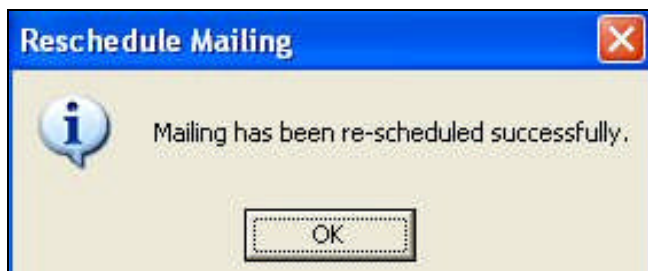 Reschedule Mailing
Mailing has been re-scheduled successfully.
OK